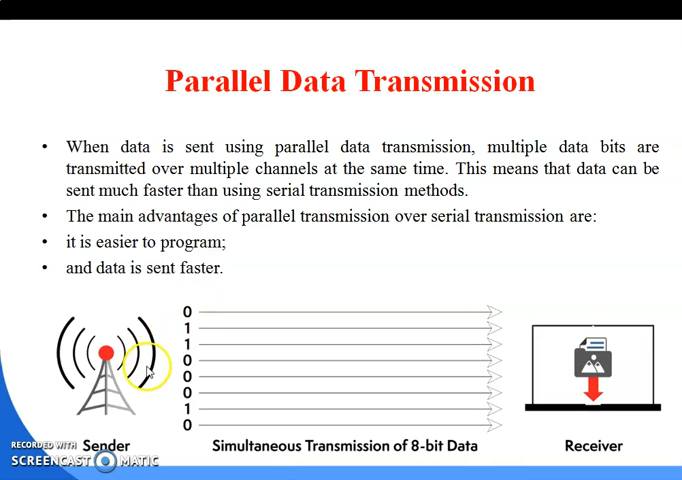 Parallel Data Transmission
• When data is sent using parallel data transmission, multiple data bits are
transmitted over multiple channels at the same time. This means that data can be
sent much faster than using serial transmission methods.
• The main advantages of parallel transmission over serial transmission are:
• it is easier to program;
• and data is sent faster.
0
1
1
0
0
0
1
0
Sender
Simultaneous Transmission of 8-bit Data
Receiver
RECORDED WITH
SCREENCAST MATIC